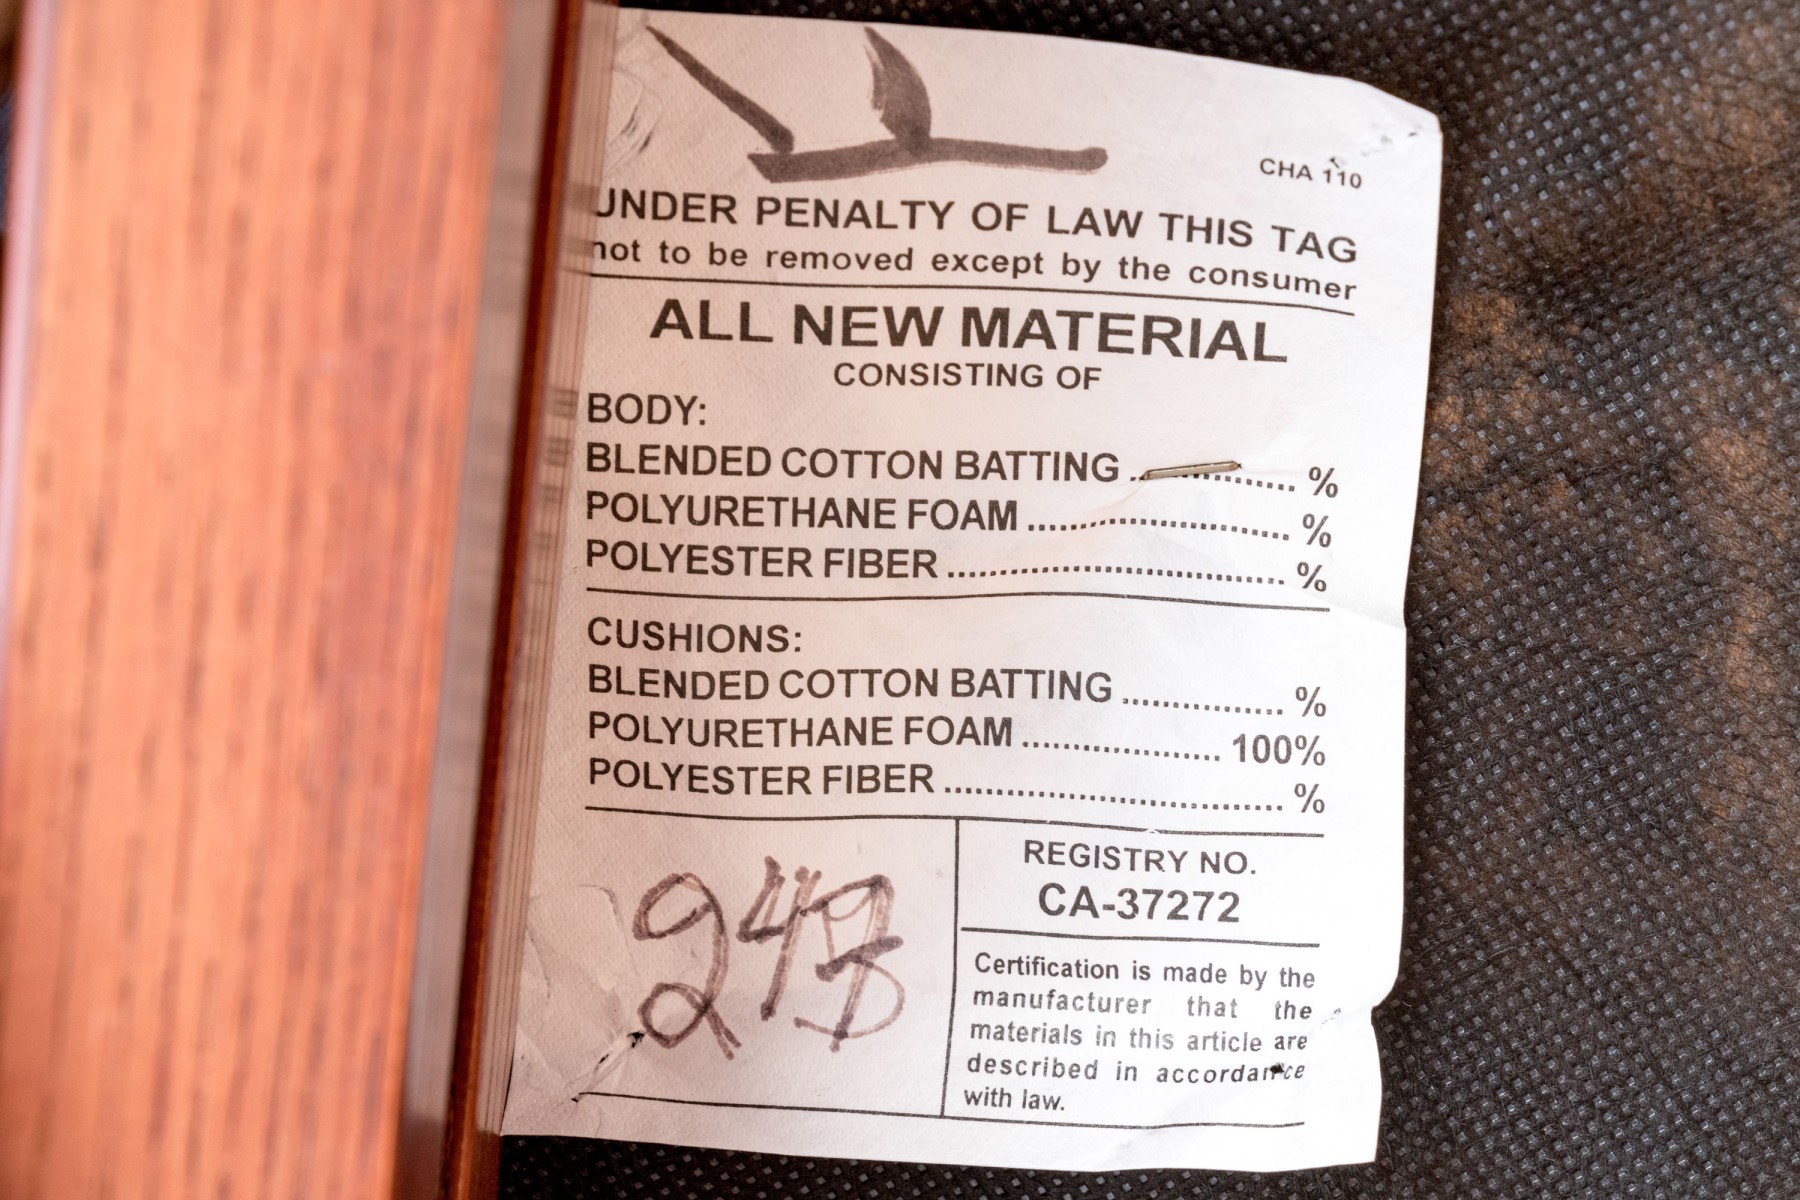 CHA 110
UNDER PENALTY OF LAW THIS TAG
not to be removed except by the consumer
ALL NEW MATERIAL
CONSISTING OF
BODY:
BLENDED COTTON BATTING .................... %
POLYURETHANE FOAM ............................ %
POLYESTER FIBER ................................... %
CUSHIONS:
BLENDED COTTON BATTING ................. %
POLYURETHANE FOAM ..................... 100%
POLYESTER FIBER ................................... %
REGISTRY NO.
CA-37272
Certification is made by the
manufacturer that the
materials in this article are
described in accordance
with law.